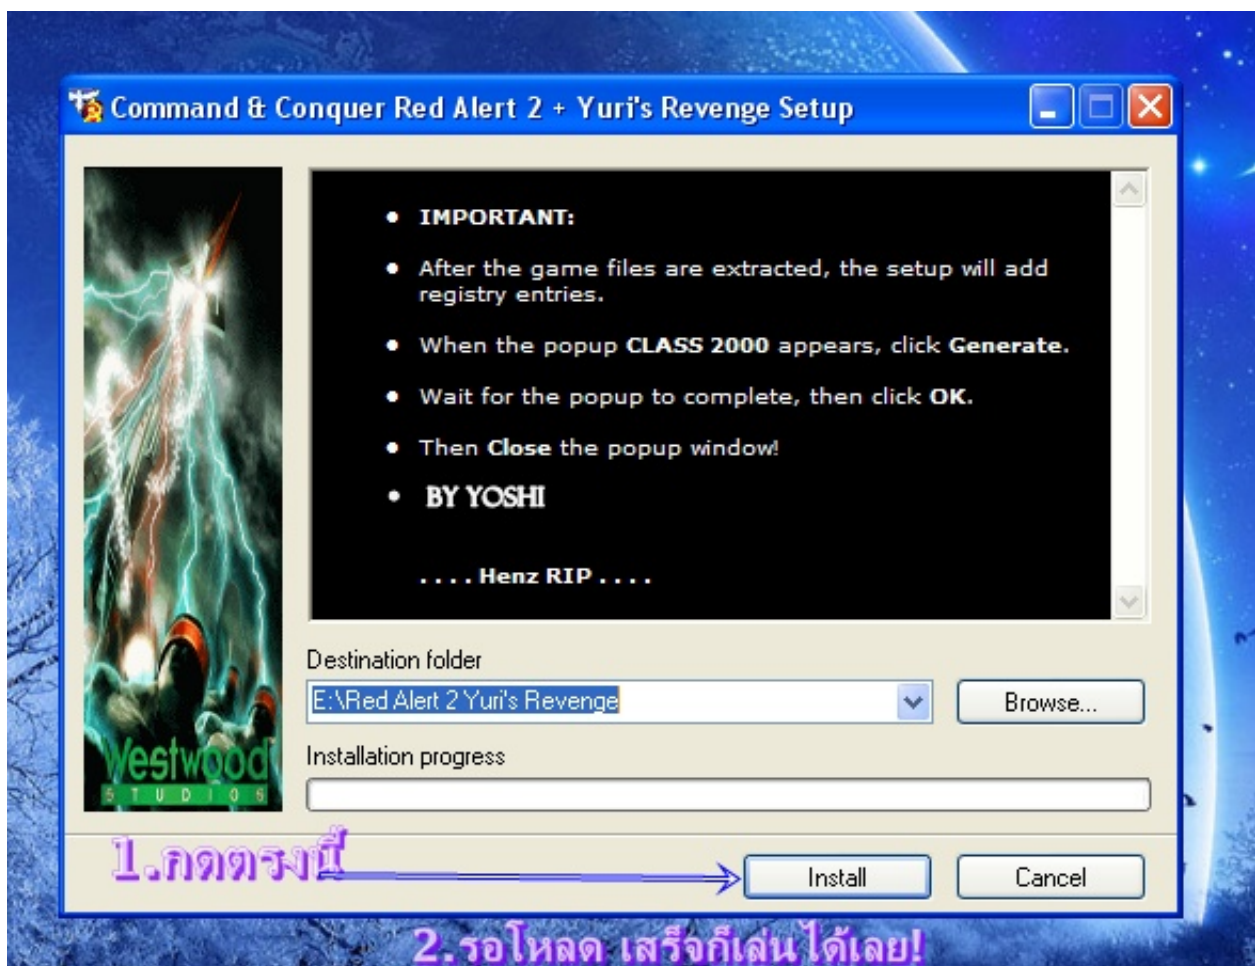 Command & Conquer Red Alert 2 + Yuri's Revenge Setup
IMPORTANT:
After the game files are extracted, the setup will add
registry entries.
When the popup CLASS 2000 appears, click Generate.
Wait for the popup to complete, then click OK.
Then Close the popup window!
BY YOSHI
. . . . Henz RIP . . . .
Westwood
STUDIOS
Destination folder
E:\Red Alert 2 Yuri's Revenge
Browse...
Installation progress
1.กดตรงนี้
Install
Cancel
2.รอโหลด เสร็จก็เล่นได้เลย!